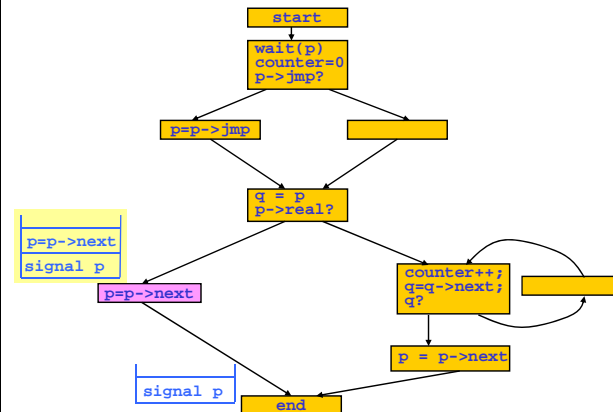 start
wait(p)
counter=0
p->jmp?
p=p->jmp
q = p
p->real?
p=p->next
signal p
p=p->next
counter++;
q=q->next;
q?
p = p->next
signal p
end